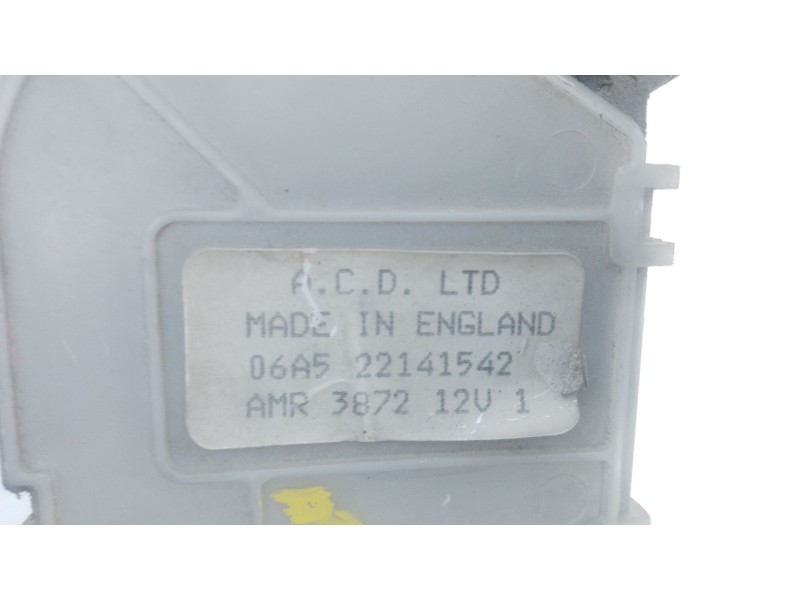 A.C.D. LTD
MADE IN ENGLAND
06A5 22141542
AMR 3872 12V 1